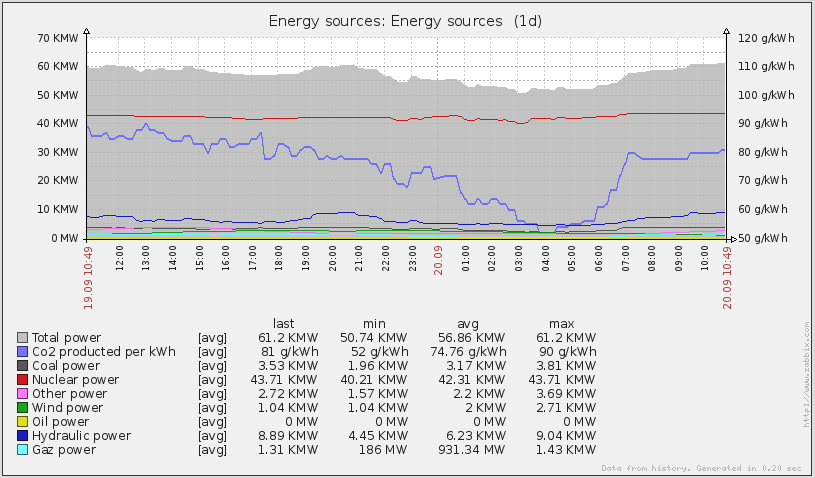 Energy sources: Energy sources (1d)
70 KMW 120 g/kWh
60 KMW 110 g/kWh
50 KMW 100 g/kWh
40 KMW 90 g/kWh
30 KMW 80 g/kWh
20 KMW 70 g/kWh
10 KMW 60 g/kWh
0 MW 50 g/kWh
19.09 10:49 12:00 13:00 14:00 15:00 16:00 17:00 18:00 19:00 20:00 21:00 22:00 23:00 20.09 01:00 02:00 03:00 04:00 05:00 06:00 07:00 08:00 09:00 10:00 20.09 10:49
last min avg max
Total power [avg] 61.2 KMW 50.74 KMW 56.86 KMW 61.2 KMW
Co2 producted per kWh [avg] 81 g/kWh 52 g/kWh 74.76 g/kWh 90 g/kWh
Coal power [avg] 3.53 KMW 1.96 KMW 3.17 KMW 3.81 KMW
Nuclear power [avg] 43.71 KMW 40.21 KMW 42.31 KMW 43.71 KMW
Other power [avg] 2.72 KMW 1.57 KMW 2.2 KMW 3.69 KMW
Wind power [avg] 1.04 KMW 1.04 KMW 2 KMW 2.71 KMW
Oil power [avg] 0 MW 0 MW 0 MW 0 MW
Hydraulic power [avg] 8.89 KMW 4.45 KMW 6.23 KMW 9.04 KMW
Gaz power [avg] 1.31 KMW 186 MW 931.34 MW 1.43 KMW
http://www.zabbix.com
Data from history. Generated in 0.20 sec